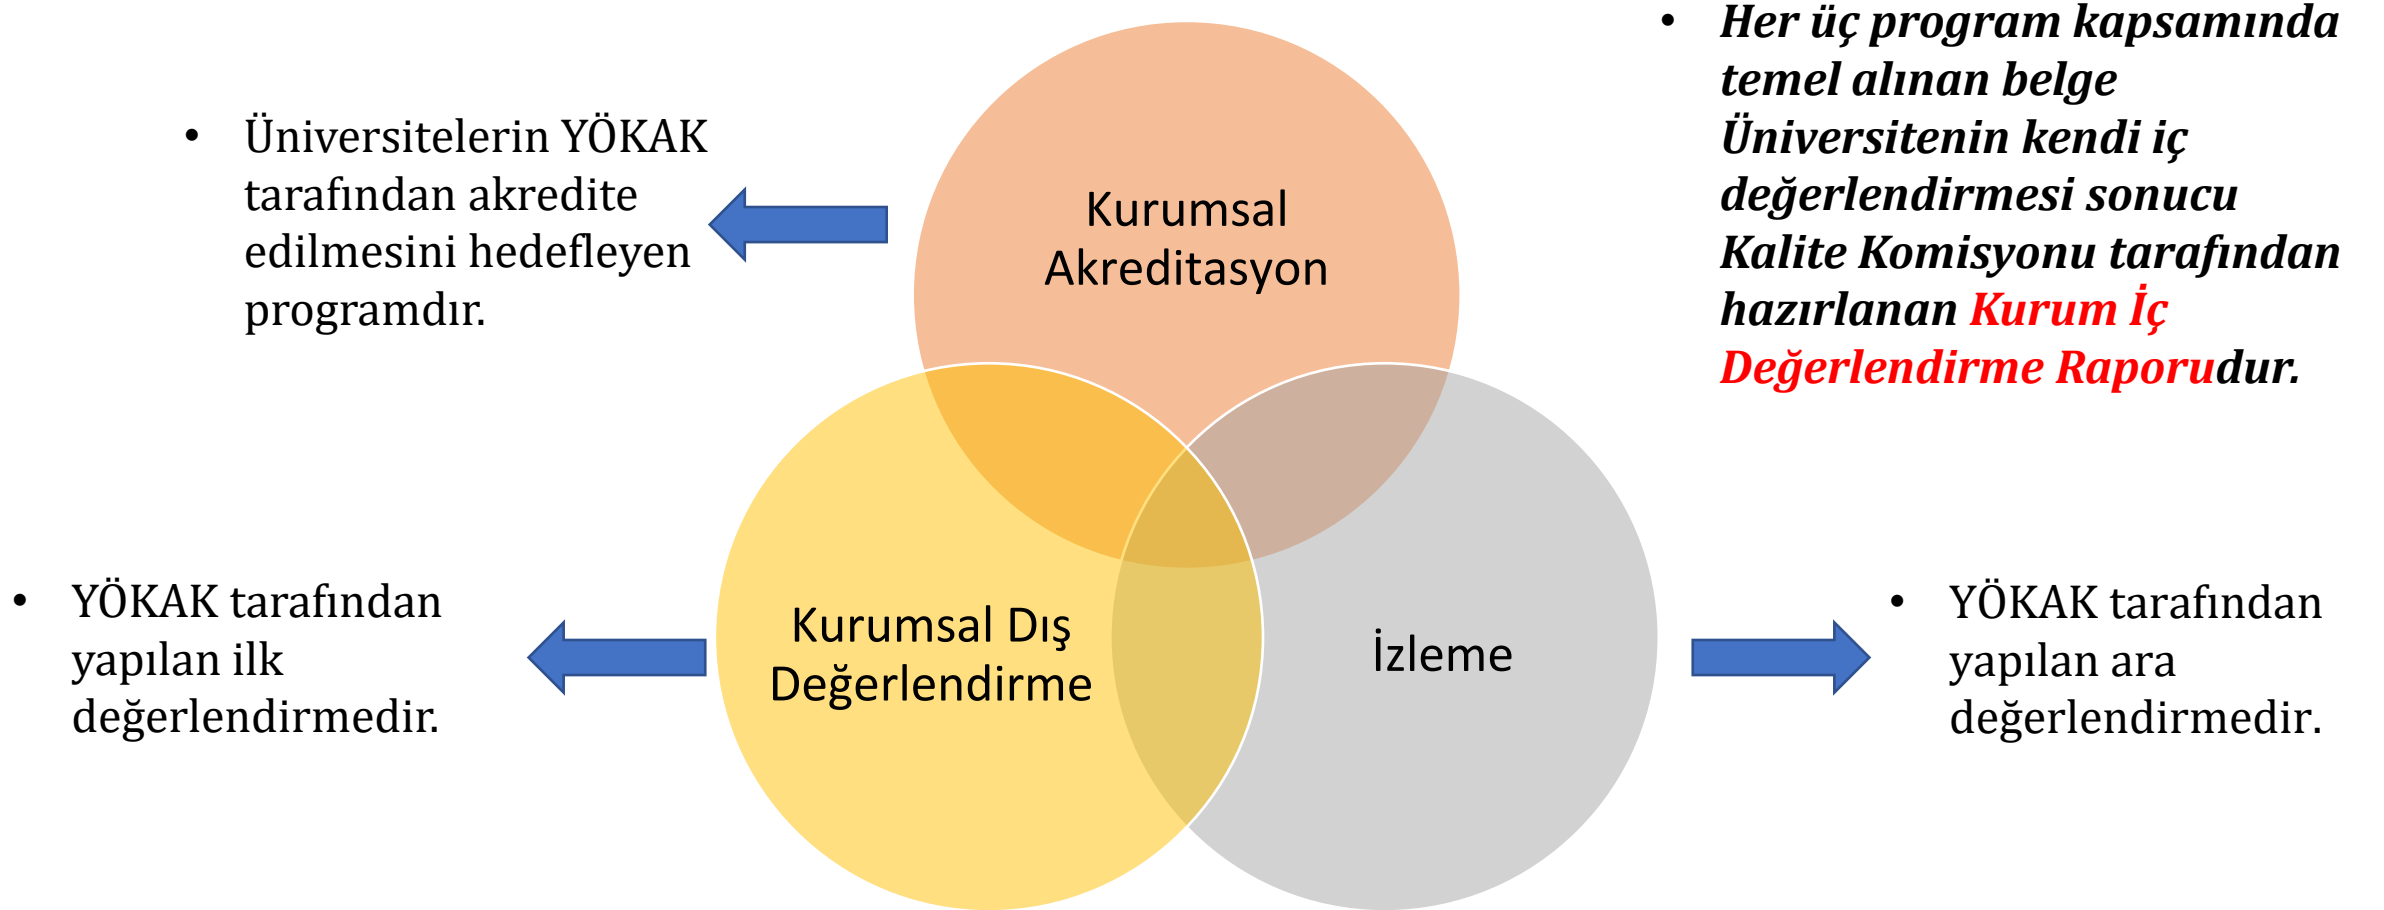 • Her üç program kapsamında
temel alınan belge
Üniversitenin kendi iç
değerlendirmesi sonucu
Kalite Komisyonu tarafından
hazırlanan Kurum İç
Değerlendirme Raporudur.
• Üniversitelerin YÖKAK
tarafından akredite
edilmesini hedefleyen
programdır.
Kurumsal
Akreditasyon
• YÖKAK tarafından
yapılan ilk
değerlendirmedir.
Kurumsal Dış
Değerlendirme
İzleme
• YÖKAK tarafından
yapılan ara
değerlendirmedir.